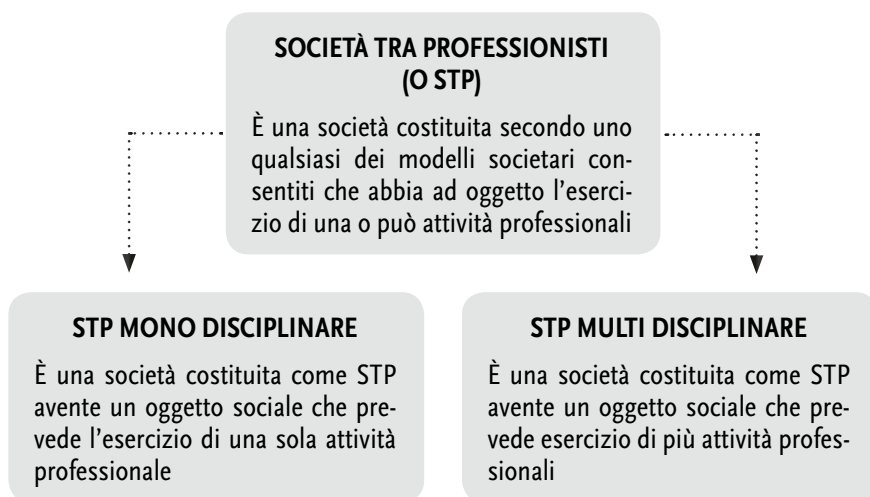 SOCIETÀ TRA PROFESSIONISTI
(O STP)
È una società costituita secondo uno
qualsiasi dei modelli societari con-
sentiti che abbia ad oggetto l'eserci-
zio di una o può attività professionali
STP MONO DISCIPLINARE
È una società costituita come STP
avente un oggetto sociale che pre-
vede l'esercizio di una sola attività
professionale
STP MULTI DISCIPLINARE
È una società costituita come STP
avente un oggetto sociale che pre-
vede esercizio di più attività profes-
sionali